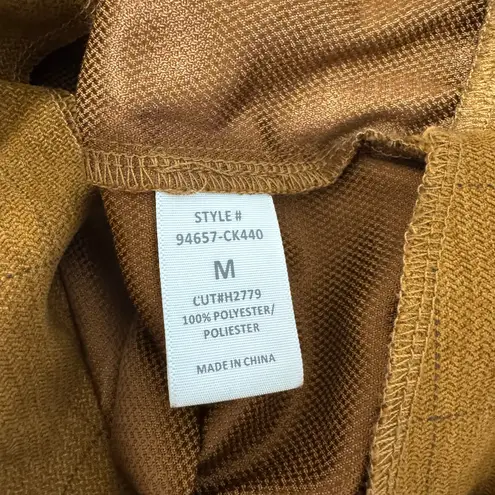 STYLE #
94657-CK440
M
CUT#H2779
100% POLYESTER/
POLIESTER
MADE IN CHINA